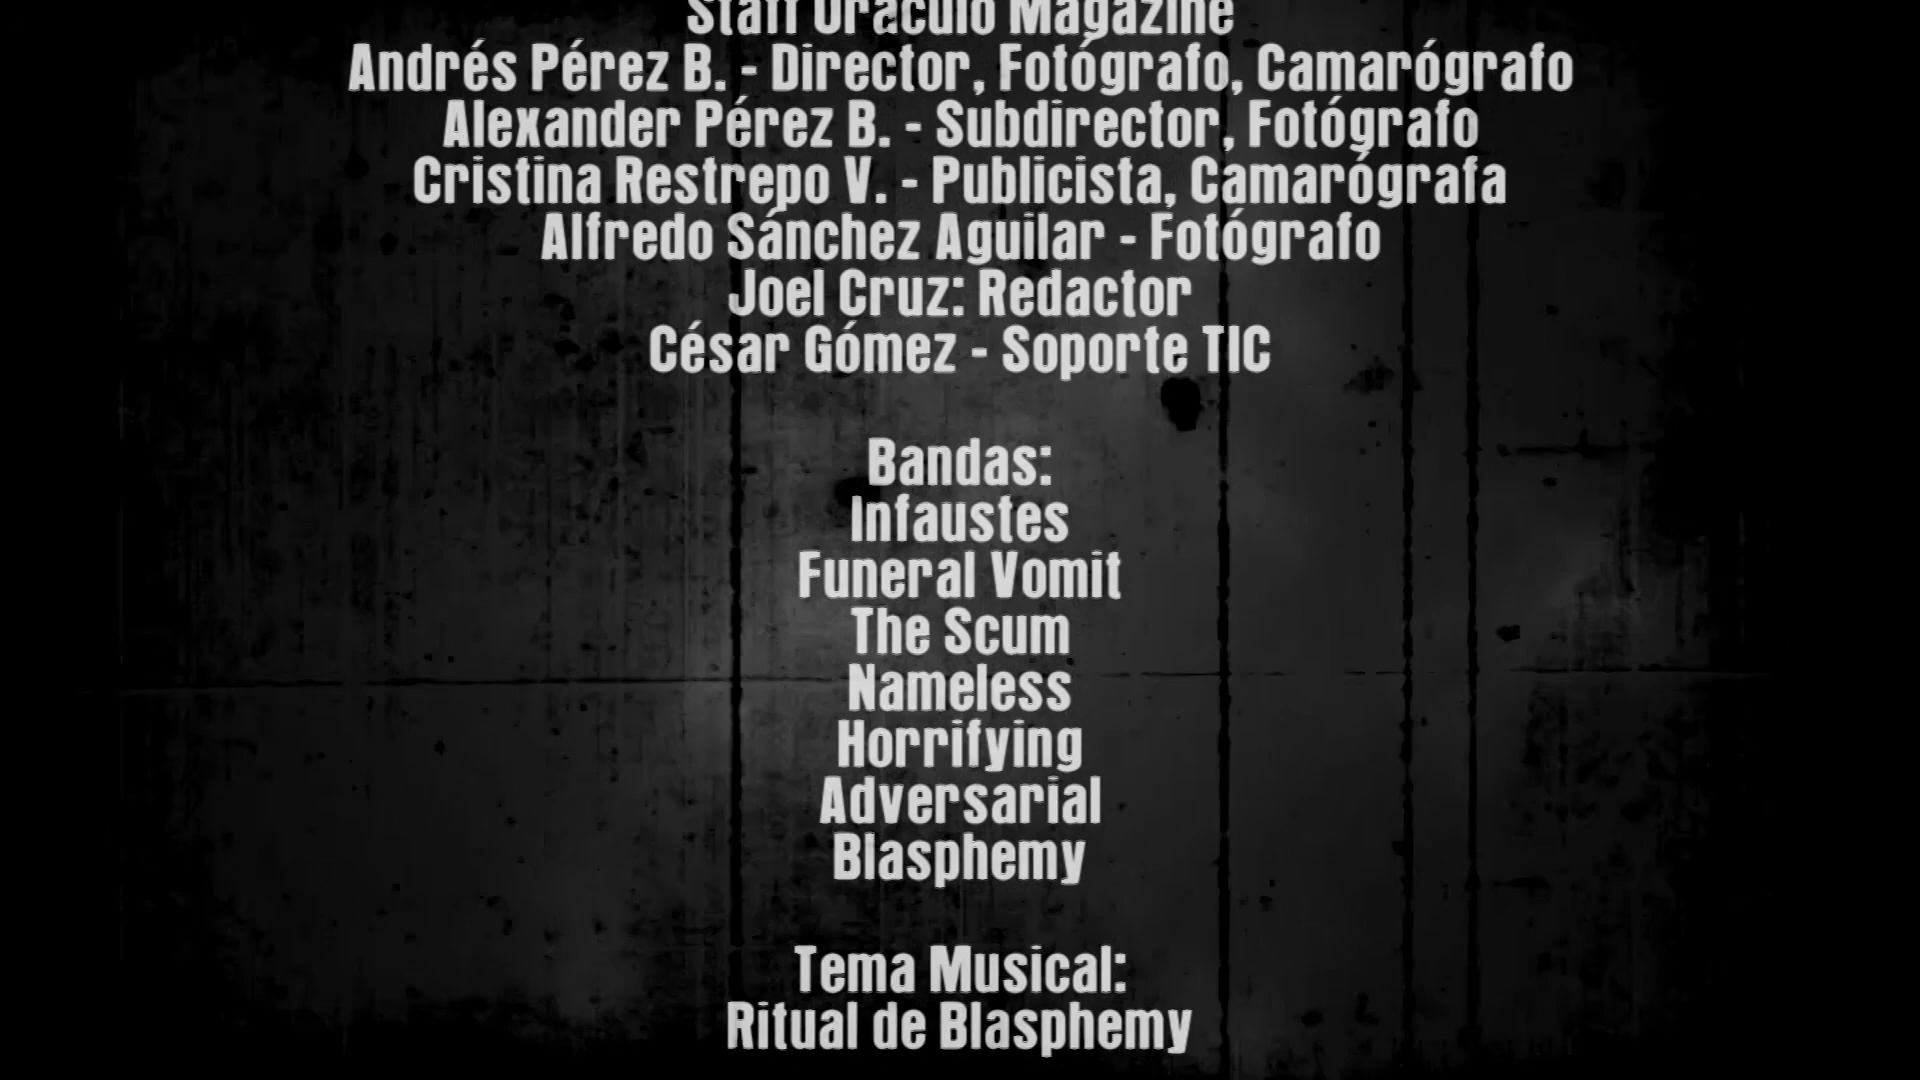 Staff Oráculo Magazine
Andrés Pérez B. - Director, Fotógrafo, Camarógrafo
Alexander Pérez B. - Subdirector, Fotógrafo
Cristina Restrepo V. - Publicista, Camarógrafa
Alfredo Sánchez Aguilar - Fotógrafo
Joel Cruz: Redactor
César Gómez - Soporte TIC
Bandas:
Infaustes
Funeral Vomit
The Scum
Nameless
Horrifying
Adversarial
Blasphemy
Tema Musical:
Ritual de Blasphemy